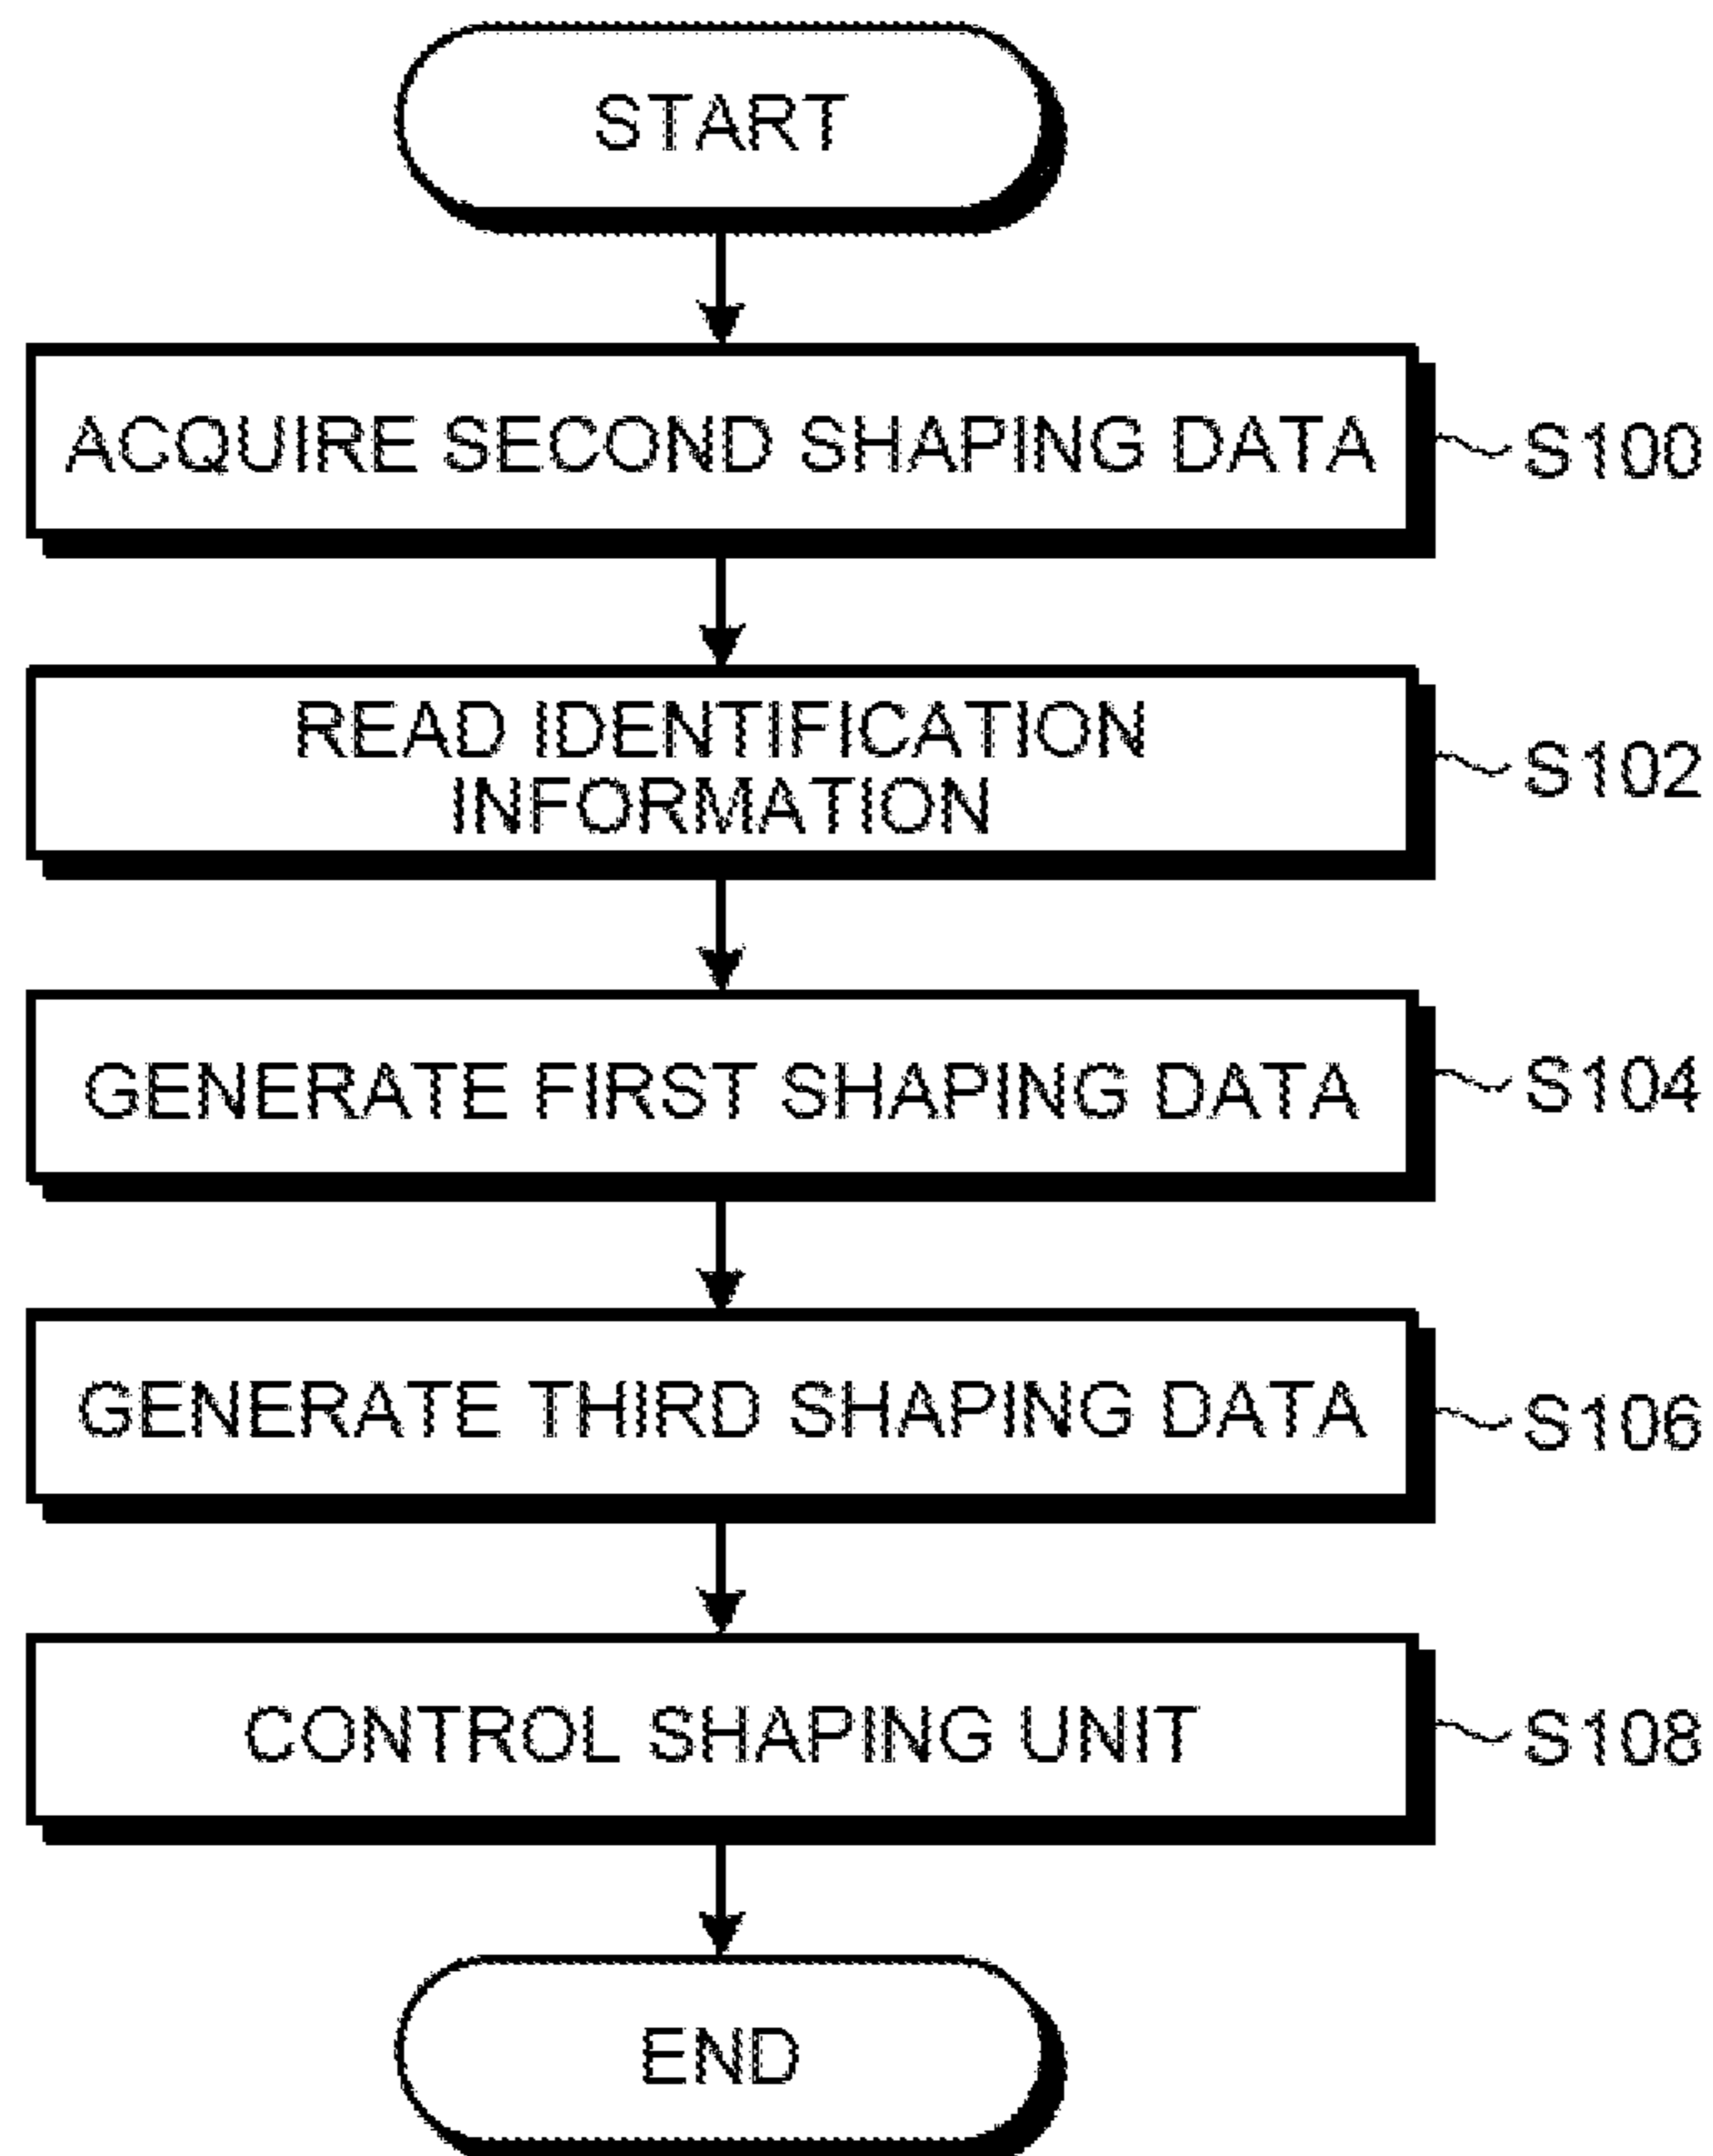 START
ACQUIRE SECOND SHAPING DATA
S100
READ IDENTIFICATION
INFORMATION
S102
GENERATE FIRST SHAPING DATA
S104
GENERATE THIRD SHAPING DATA
S106
CONTROL SHAPING UNIT
S108
END